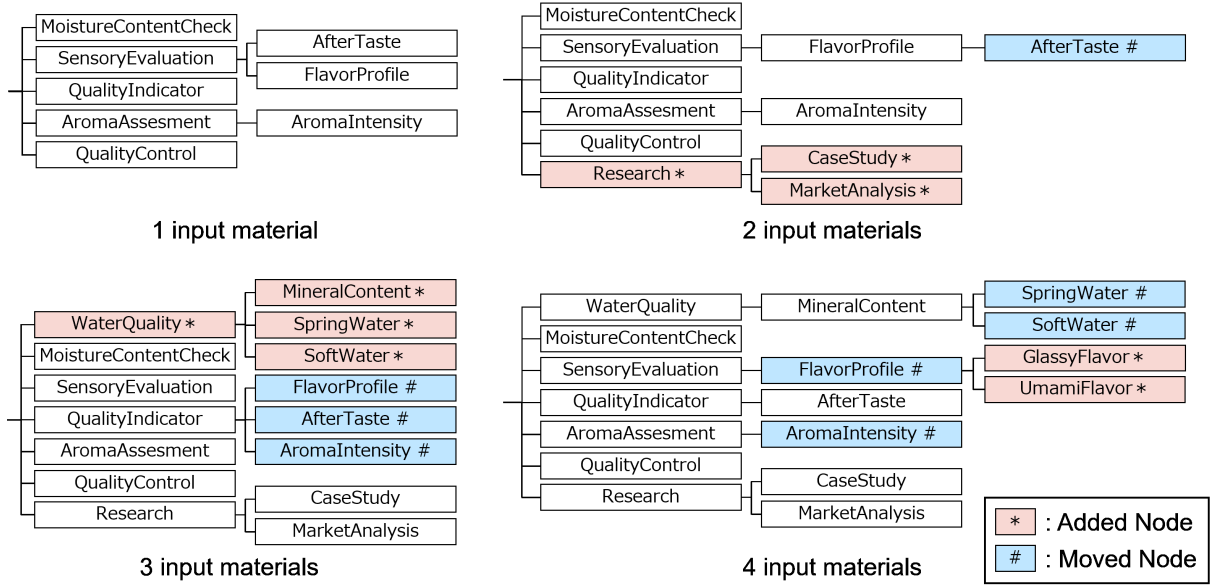 MoistureContentCheck
SensoryEvaluation
AfterTaste
FlavorProfile
QualityIndicator
AromaAssesment
AromaIntensity
QualityControl
1 input material
MoistureContentCheck
SensoryEvaluation
FlavorProfile
AfterTaste #
QualityIndicator
AromaAssesment
AromaIntensity
QualityControl
Research *
CaseStudy *
MarketAnalysis *
2 input materials
WaterQuality *
MineralContent *
SpringWater *
SoftWater *
MoistureContentCheck
SensoryEvaluation
QualityIndicator
FlavorProfile #
AfterTaste #
AromaIntensity #
AromaAssesment
QualityControl
Research
CaseStudy
MarketAnalysis
3 input materials
WaterQuality
MineralContent
SpringWater #
SoftWater #
MoistureContentCheck
SensoryEvaluation
FlavorProfile #
GlassyFlavor *
UmamiFlavor *
QualityIndicator
AfterTaste
AromaAssesment
AromaIntensity #
QualityControl
Research
CaseStudy
MarketAnalysis
4 input materials
* : Added Node
# : Moved Node